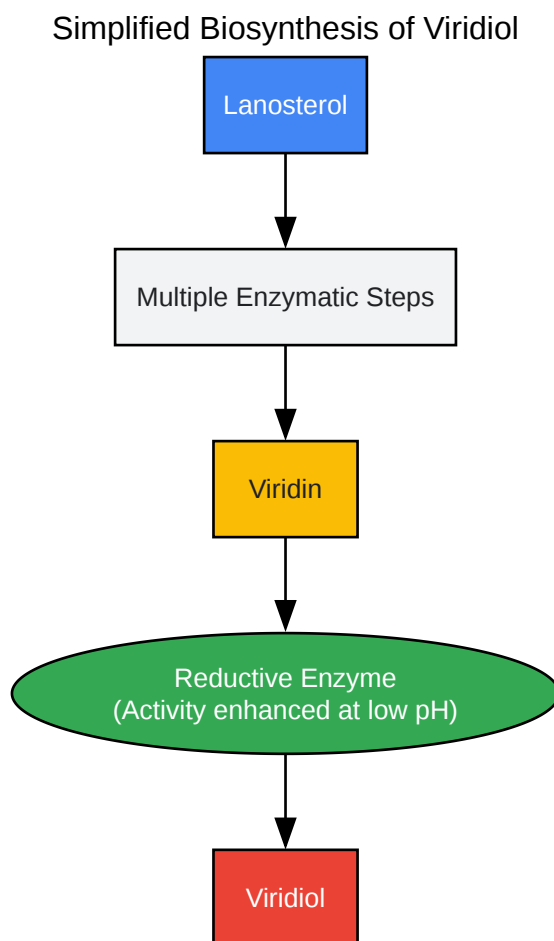 Simplified Biosynthesis of Viridiol
Lanosterol
Multiple Enzymatic Steps
Viridin
Reductive Enzyme
(Activity enhanced at low pH)
Viridiol